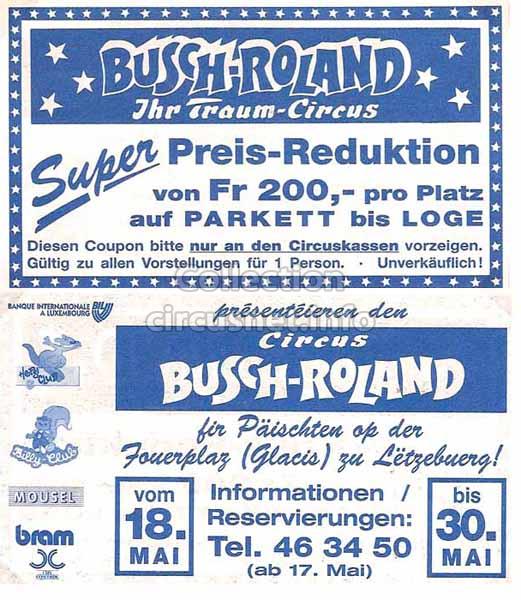 BUSCH-ROLAND
Ihr Traum-Circus
Super Preis-Reduktion
von Fr 200,- pro Platz
auf PARKETT bis LOGE
Diesen Coupon bitte nur an den Circuskassen vorzeigen.
Gültig zu allen Vorstellungen für 1 Person. · Unverkäuflich!
Collection
circusnet.info
BANQUE INTERNATIONALE
A LUXEMBOURG BIL
présentéieren den
Circus
BUSCH-ROLAND
Billy-Club
fir Päischten op der
Fouerplaz (Glacis) zu Lëtzebuerg!
MOUSEL
bram
vom
18.
MAI
Informationen /
Reservierungen:
Tel. 46 34 50
(ab 17. Mai)
bis
30.
MAI